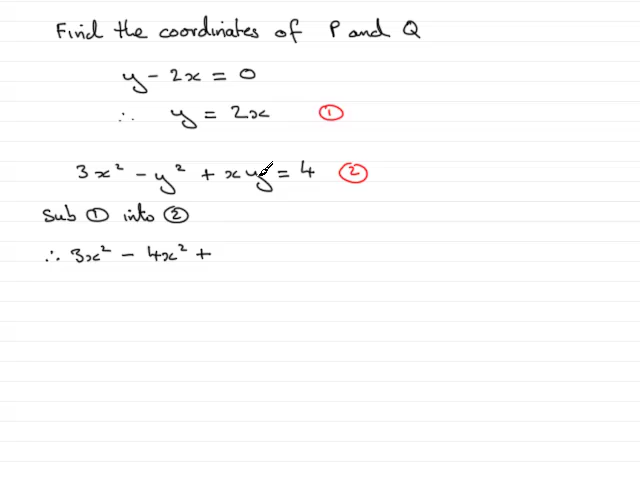 Find the coordinates of P and Q
y - 2x = 0
∴ y = 2x ①
3x² - y² + xy = 4 ②
Sub ① into ②
∴ 3x² - 4x² +